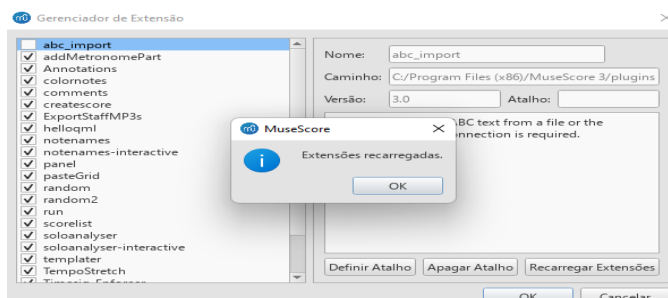 Gerenciador de Extensão
abc_import
addMetronomePart
Annotations
colornotes
comments
createscore
ExportStaffMP3s
helloqml
notenames
notenames-interactive
panel
pasteGrid
random
random2
run
scorelist
soloanalyser
soloanalyser-interactive
templater
TempoStretch
Nome: abc_import
Caminho: C:/Program Files (x86)/MuseScore 3/plugins
Versão: 3.0 Atalho:
ABC text from a file or the
nnection is required.
MuseScore
Extensões recarregadas.
OK
Definir Atalho Apagar Atalho Recarregar Extensões
OK Cancelar